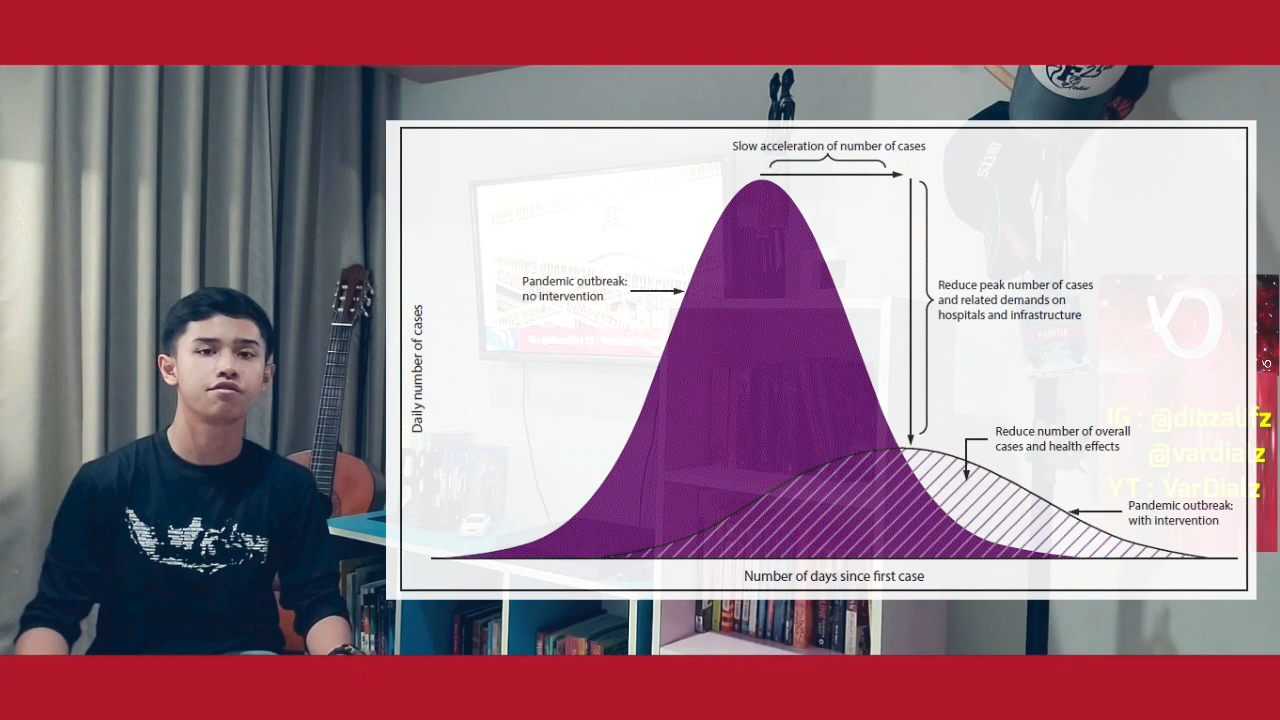 Slow acceleration of number of cases
Pandemic outbreak:
no intervention
Reduce peak number of cases
and related demands on
hospitals and infrastructure
Daily number of cases
Reduce number of overall
cases and health effects
Pandemic outbreak:
with intervention
Number of days since first case
IG : @diazalifz
@vardialz
YT : VarDialz